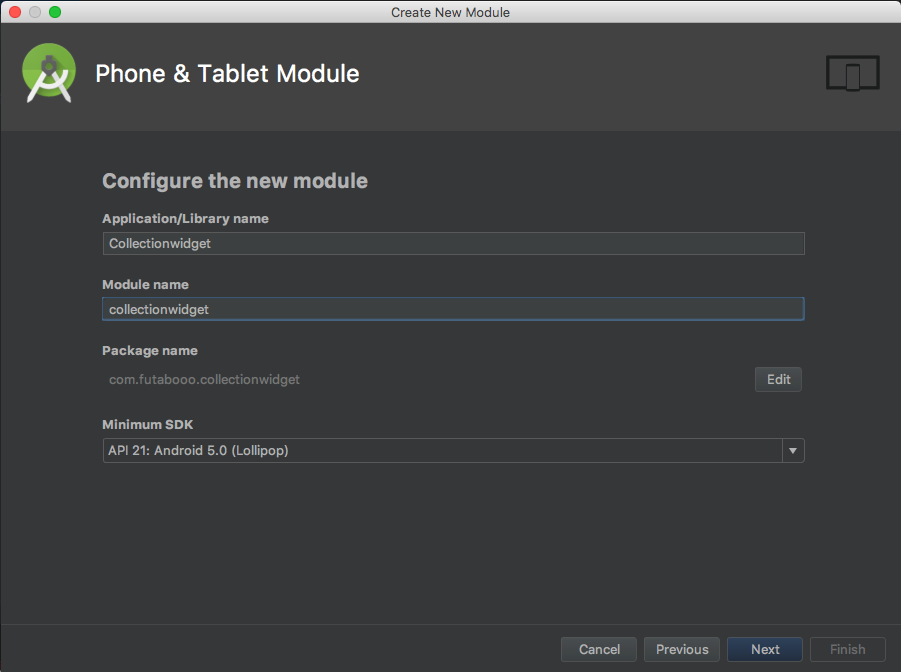 Create New Module
Phone & Tablet Module
Configure the new module
Application/Library name
Collectionwidget
Module name
collectionwidget
Package name
com.futabooo.collectionwidget
Edit
Minimum SDK
API 21: Android 5.0 (Lollipop)
Cancel Previous Next Finish